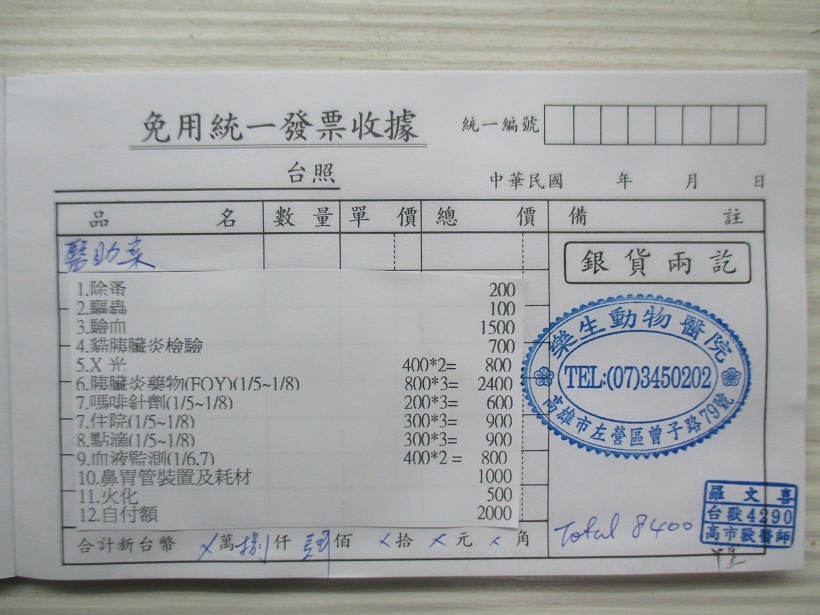 免用統一發票收據
統一編號
台照
中華民國 年 月 日
品 名 數 量 單 價 總 價 備 註
醫助案
銀貨兩訖
1.除蚤 200
2.驅蟲 100
3.驗血 1500
4.貓胰臟炎檢驗 700
5.X 光 400*2= 800
6.胰臟炎藥物(FOY)(1/5~1/8) 800*3= 2400
7.嗎啡針劑(1/5~1/8) 200*3= 600
7.住院(1/5~1/8) 300*3= 900
8.點滴(1/5~1/8) 300*3= 900
9.血液監測(1/6.7) 400*2 = 800
10.鼻胃管裝置及耗材 1000
11.火化 500
12.自付額 2000
樂生動物醫院
TEL:(07)3450202
高雄市左營區曾子路79號
Total 8400
羅文喜
台獸4290
高市獸醫師
合計新台幣 ×萬捌仟肆佰×拾×元×角